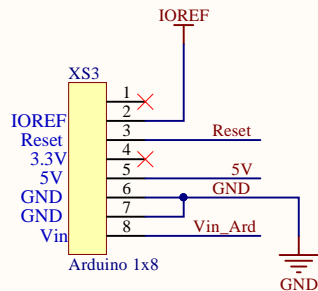 IOREF
XS3
1
IOREF 2
Reset 3 Reset
3.3V 4
5V 5 5V
GND 6 GND
GND 7
Vin 8 Vin_Ard
Arduino 1x8
GND